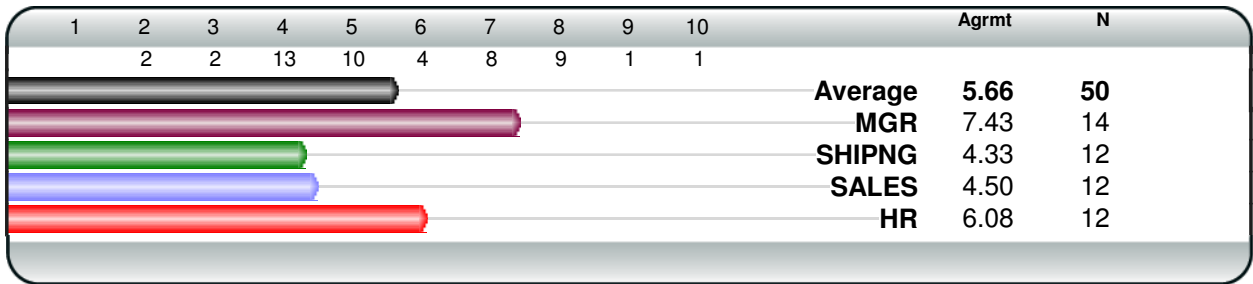 1 2 3 4 5 6 7 8 9 10 Agrmt N
2 2 13 10 4 8 9 1 1
Average 5.66 50
MGR 7.43 14
SHIPNG 4.33 12
SALES 4.50 12
HR 6.08 12